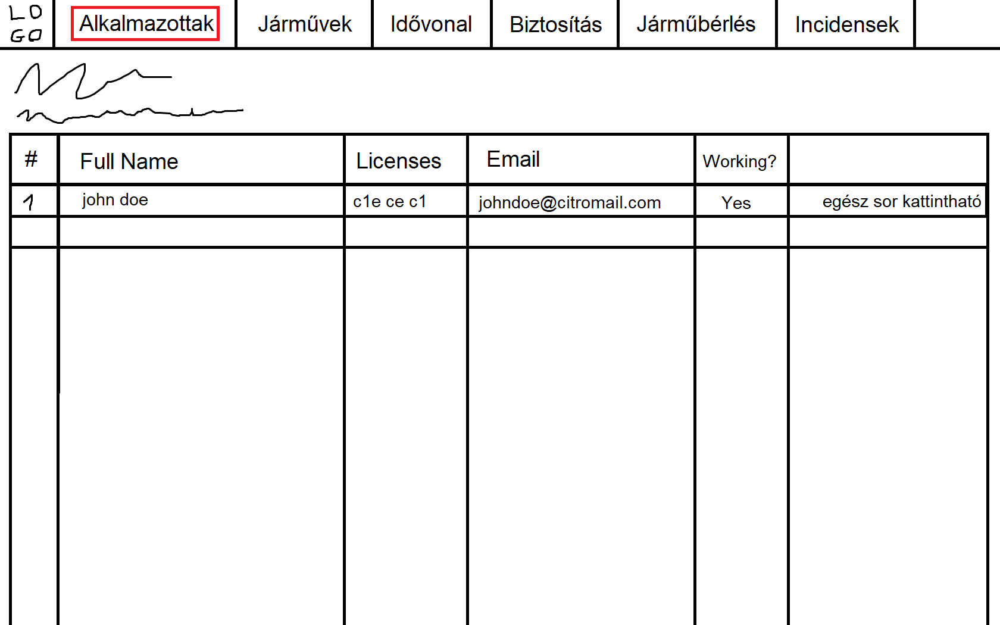 LO
GO
Alkalmazottak Járművek Idővonal Biztosítás Járműbérlés Incidensek
# Full Name Licenses Email Working?
1 john doe c1e ce c1 johndoe@citromail.com Yes egész sor kattintható